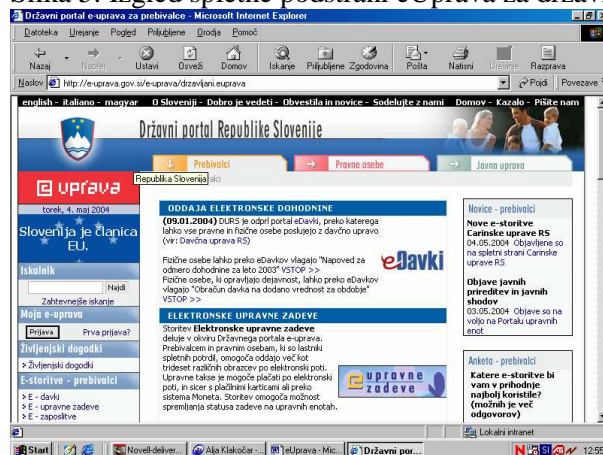 Državni portal e-uprava za prebivalce - Microsoft Internet Explorer
Datoteka Urejanje Pogled Priljubljene Orodja Pomoč
Nazaj Naprej Ustavi Osveži Domov Iskanje Priljubljene Zgodovina Pošta Natisni Urejanje Razprava
Naslov http://e-uprava.gov.si/e-uprava/drzavljani.euprava Pojdi Povezave
english - italiano - magyar O Sloveniji - Dobro je vedeti - Obvestila in novice - Sodelujte z nami Domov - Kazalo - Pišite nam
Državni portal Republike Slovenije
Prebivalci Pravne osebe Javna uprava
Republika Slovenija
e uprava
torek, 4. maj 2004
Slovenija je članica
EU.
Iskalnik
Najdi
Zahtevnejše iskanje
Moja e-uprava
Prijava Prva prijava?
Življenjski dogodki
> Življenjski dogodki
E-storitve - prebivalci
> E - davki
> E - upravne zadeve
> E - zaposlitve
ODDAJA ELEKTRONSKE DOHODNINE
(09.01.2004) DURS je odprl portal eDavki, preko katerega
lahko vse pravne in fizične osebe poslujejo z davčno upravo
(vir: Davčna uprava RS)
Fizične osebe lahko preko eDavkov vlagajo "Napoved za
odmero dohodnine za leto 2003" VSTOP >>
Fizične osebe, ki opravljajo dejavnost, lahko preko eDavkov
vlagajo "Obračun davka na dodano vrednost za obdobje"
VSTOP >>
eDavki
ELEKTRONSKE UPRAVNE ZADEVE
Storitev Elektronske upravne zadeve
deluje v okviru Državnega portala e-uprava.
Prebivalcem in pravnim osebam, ki so lastniki
spletnih potrdil, omogoča oddajo več kot
trideset različnih obrazcev po elektronski poti.
Upravne takse je mogoče plačati po elektronski
poti, in sicer s plačilnimi karticami ali preko
sistema Moneta. Storitev omogoča možnost
spremljanja statusa zadeve na upravnih enotah.
e upravne
zadeve
Novice - prebivalci
Nove e-storitve
Carinske uprave RS
04.05.2004 Objavljene so
na spletni strani Carinske
uprave RS
Objave javnih
prireditev in javnih
shodov
03.05.2004 Objave so na
voljo na Portalu upravnih
enot
Anketa - prebivalci
Katere e-storitve bi
vam v prihodnje
najbolj koristile?
(možnih je več
odgovorov)
Lokalni intranet
Start Novell-deliver... Alja Klakočar -... eUprava - Mic... Državni por... 12:55